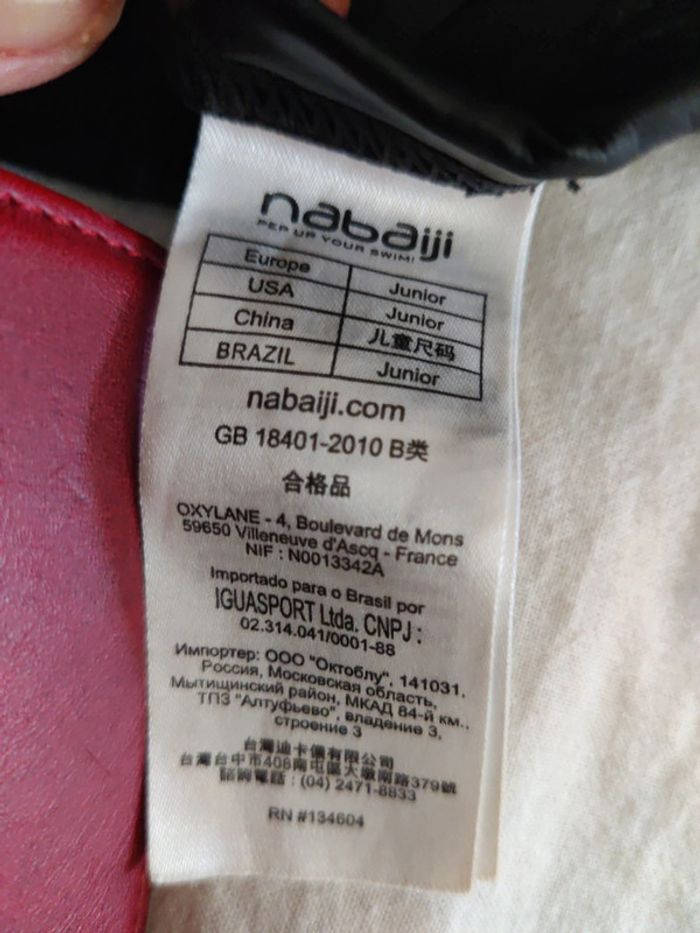 nabaiji
PEP UP YOUR SWIM!
Europe Junior
USA Junior
China 儿童尺码
BRAZIL Junior
nabaiji.com
GB 18401-2010 B类
合格品
OXYLANE - 4, Boulevard de Mons
59650 Villeneuve d'Ascq - France
NIF : N0013342A
Importado para o Brasil por
IGUASPORT Ltda. CNPJ :
02.314.041/0001-88
Импортер: ООО "Октоблу", 141031,
Россия, Московская область,
Мытищинский район, МКАД 84-й км.,
ТПЗ "Алтуфьево", владение 3,
строение 3
台灣迪卡儂有限公司
台灣台中市408南屯區大墩南路379號
諮詢電話 : (04) 2471-8833
RN #134604